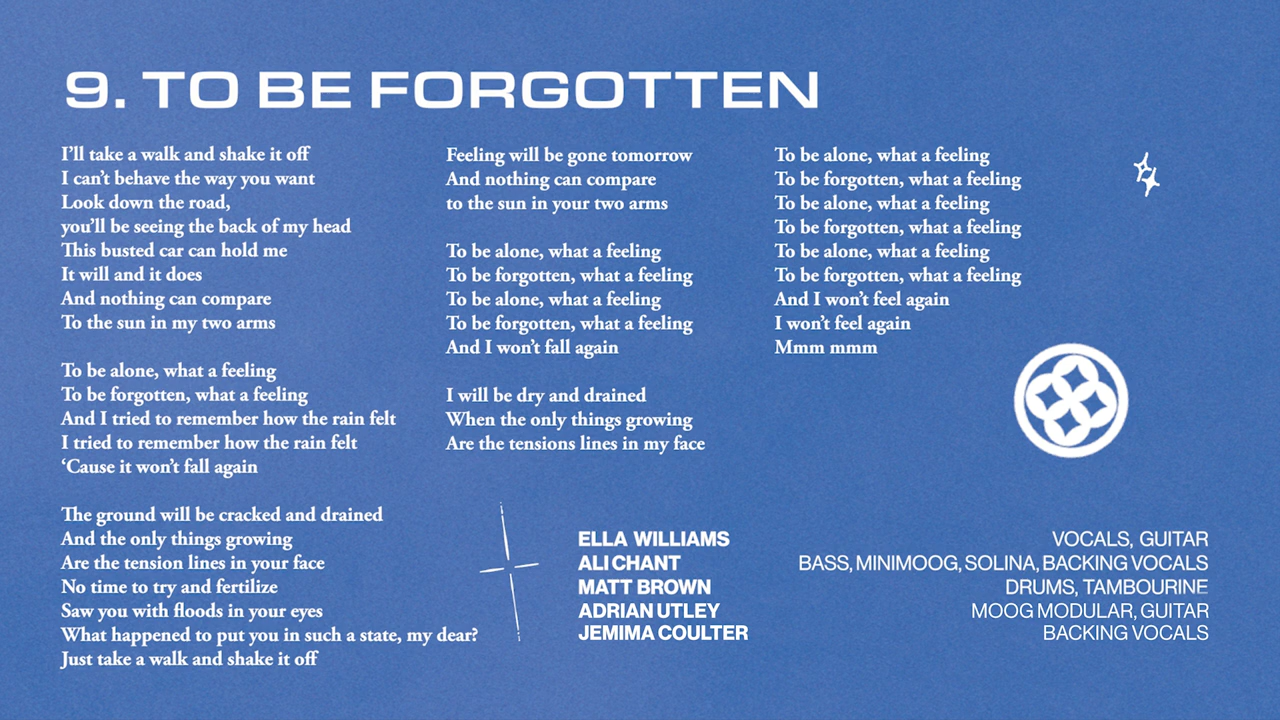 9. TO BE FORGOTTEN
I'll take a walk and shake it off
I can't behave the way you want
Look down the road,
you'll be seeing the back of my head
This busted car can hold me
It will and it does
And nothing can compare
To the sun in my two arms
To be alone, what a feeling
To be forgotten, what a feeling
And I tried to remember how the rain felt
I tried to remember how the rain felt
‘Cause it won't fall again
The ground will be cracked and drained
And the only things growing
Are the tension lines in your face
No time to try and fertilize
Saw you with floods in your eyes
What happened to put you in such a state, my dear?
Just take a walk and shake it off
Feeling will be gone tomorrow
And nothing can compare
to the sun in your two arms
To be alone, what a feeling
To be forgotten, what a feeling
To be alone, what a feeling
To be forgotten, what a feeling
And I won't fall again
I will be dry and drained
When the only things growing
Are the tensions lines in my face
To be alone, what a feeling
To be forgotten, what a feeling
To be alone, what a feeling
To be forgotten, what a feeling
To be alone, what a feeling
To be forgotten, what a feeling
And I won't feel again
I won't feel again
Mmm mmm
ELLA WILLIAMS VOCALS, GUITAR
ALI CHANT BASS, MINIMOOG, SOLINA, BACKING VOCALS
MATT BROWN DRUMS, TAMBOURINE
ADRIAN UTLEY MOOG MODULAR, GUITAR
JEMIMA COULTER BACKING VOCALS